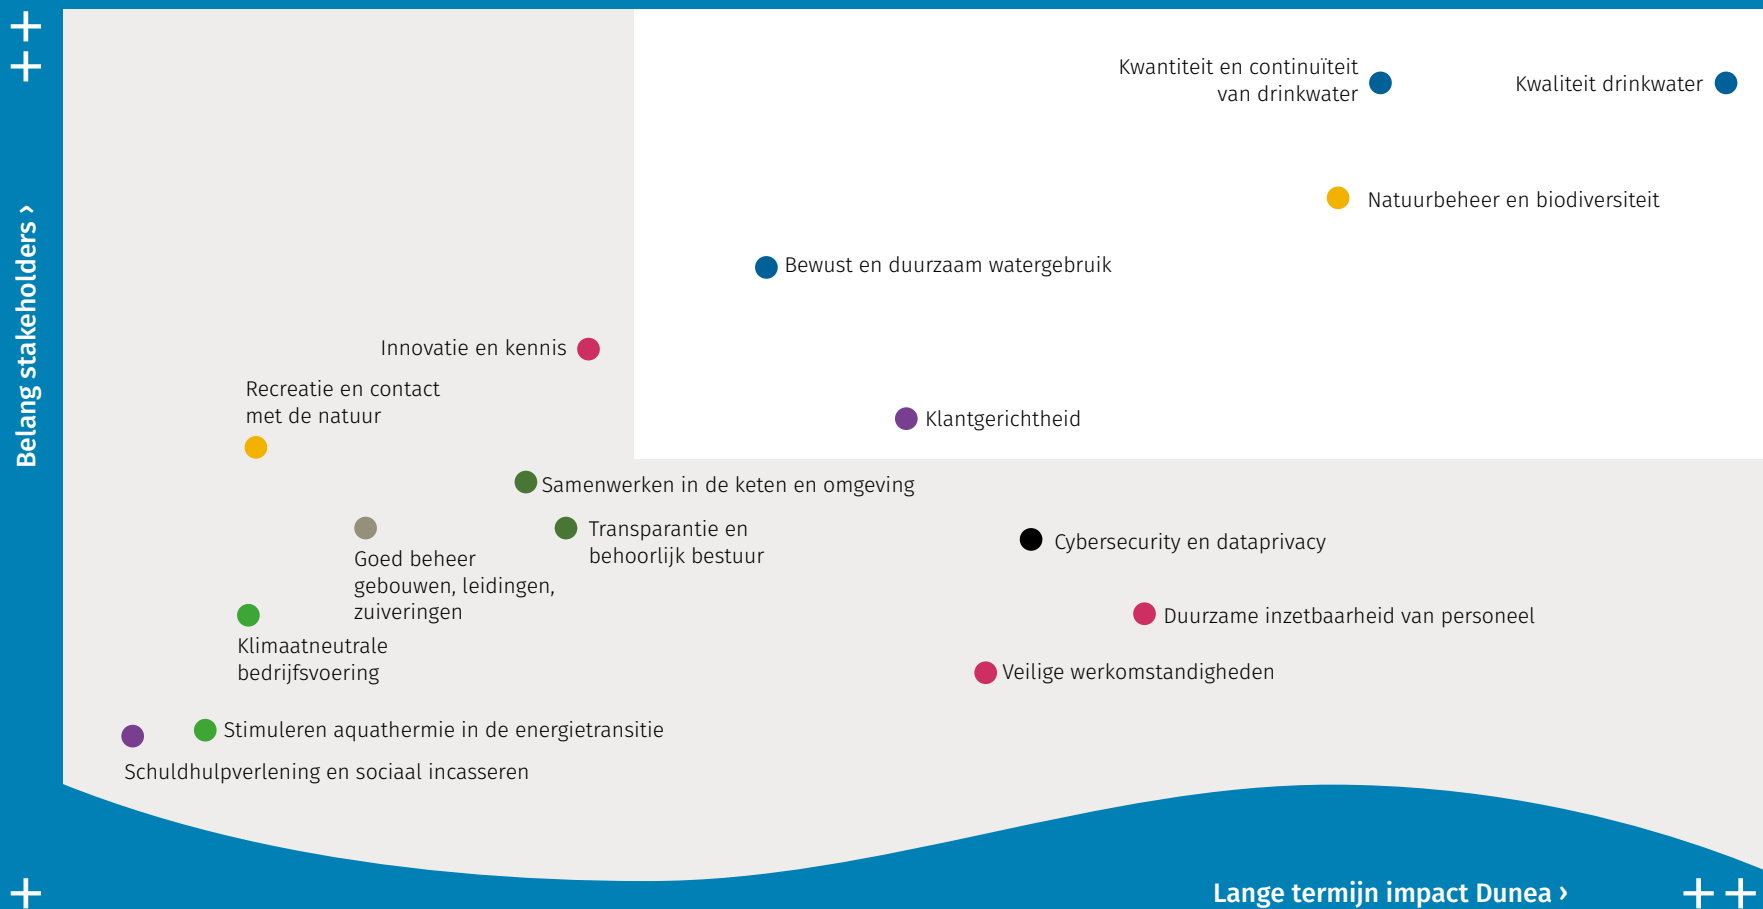 +
+
Kwantiteit en continuïteit
van drinkwater
Kwaliteit drinkwater
Natuurbeheer en biodiversiteit
Belang stakeholders >
Bewust en duurzaam watergebruik
Innovatie en kennis
Recreatie en contact
met de natuur
Klantgerichtheid
Samenwerken in de keten en omgeving
Transparantie en
behoorlijk bestuur
Cybersecurity en dataprivacy
Goed beheer
gebouwen, leidingen,
zuiveringen
Duurzame inzetbaarheid van personeel
Klimaatneutrale
bedrijfsvoering
Veilige werkomstandigheden
Stimuleren aquathermie in de energietransitie
Schuldhulpverlening en sociaal incasseren
+
Lange termijn impact Dunea >
++